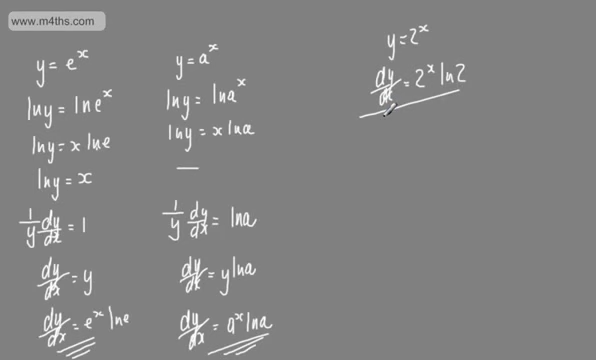 www.m4ths.com
y = e^x
ln y = ln e^x
ln y = x ln e
ln y = x
1/y dy/dx = 1
dy/dx = y
dy/dx = e^x ln e
y = a^x
ln y = ln a^x
ln y = x ln a
1/y dy/dx = ln a
dy/dx = y ln a
dy/dx = a^x ln a
y = 2^x
dy/dx = 2^x ln 2